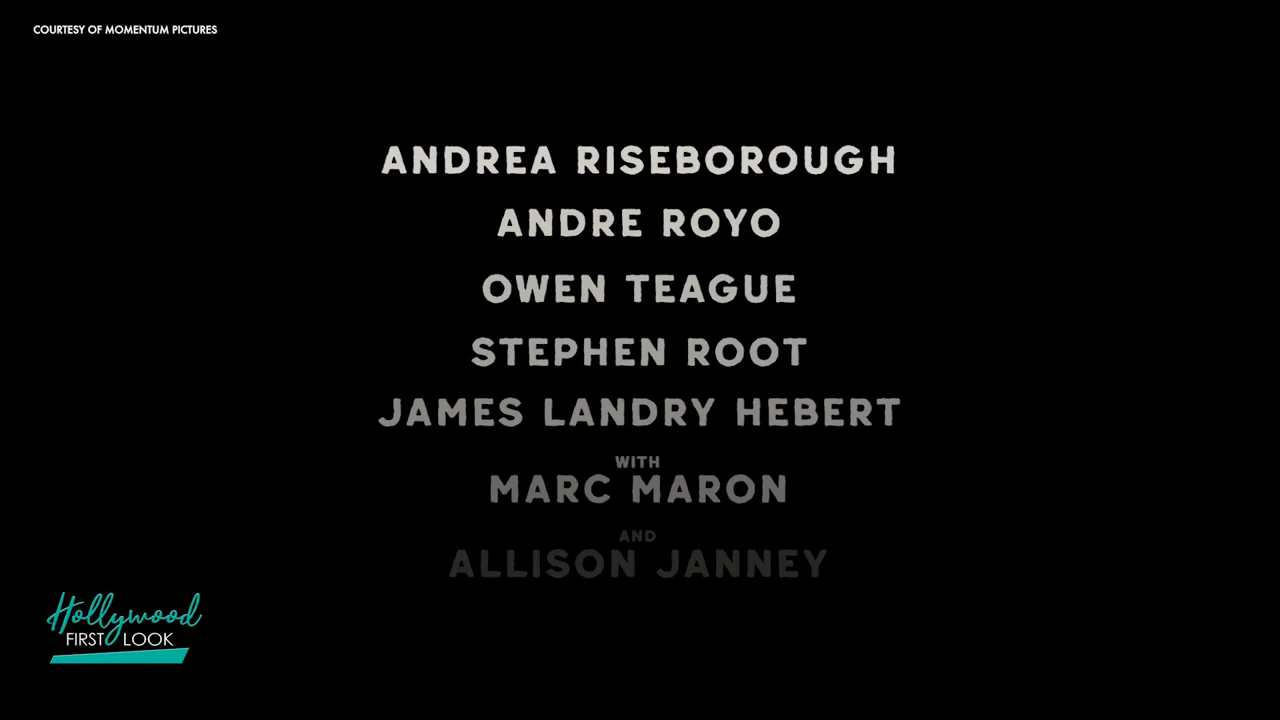 COURTESY OF MOMENTUM PICTURES
ANDREA RISEBOROUGH
ANDRE ROYO
OWEN TEAGUE
STEPHEN ROOT
JAMES LANDRY HEBERT
WITH
MARC MARON
AND
ALLISON JANNEY
Hollywood
FIRST LOOK